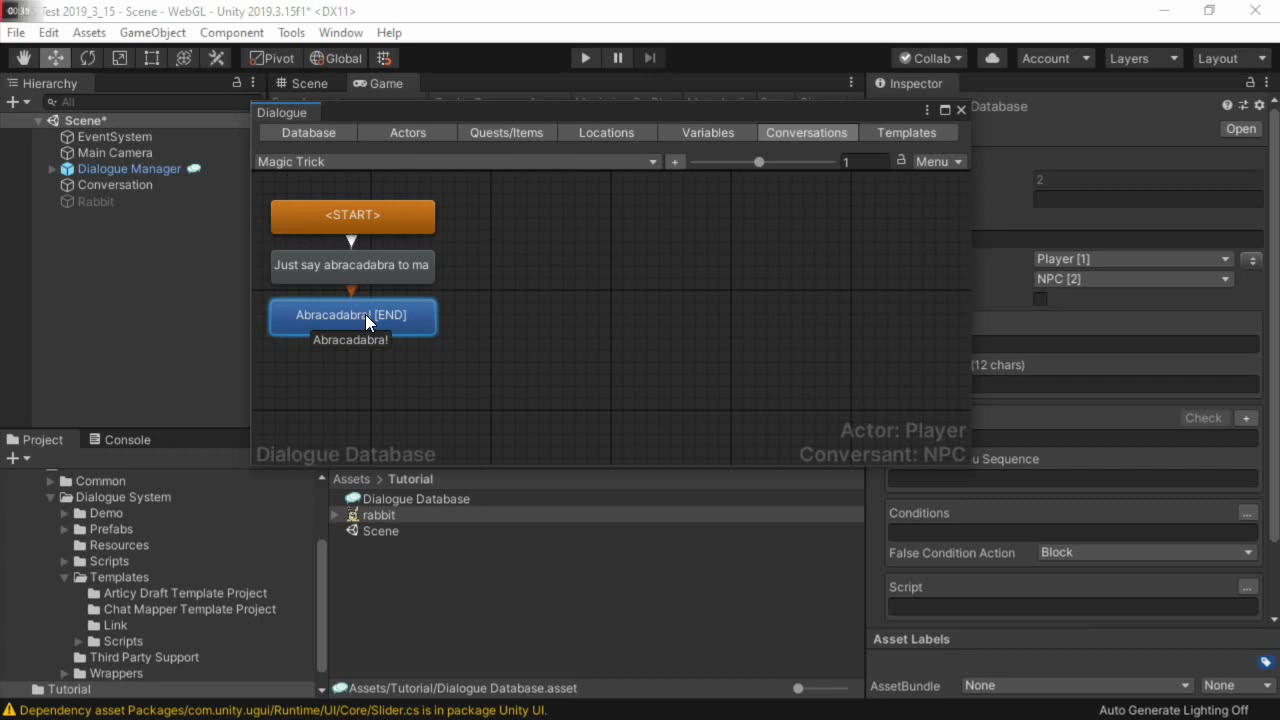 00:35
Test 2019_3_15 - Scene - WebGL - Unity 2019.3.15f1* <DX11>
File Edit Assets GameObject Component Tools Window Help
Pivot Global Collab Account Layers Layout
Hierarchy
Scene Game
Inspector
All
Database
Open
Scene*
EventSystem
Main Camera
Dialogue Manager
Conversation
Rabbit
Dialogue
Database Actors Quests/Items Locations Variables Conversations Templates
Magic Trick
+
1
Menu
<START>
Just say abracadabra to ma
Abracadabra! [END]
Abracadabra!
Actor: Player
Dialogue Database
Conversant: NPC
2
Player [1]
NPC [2]
(12 chars)
Check
+
u Sequence
Conditions
...
False Condition Action Block
Script
...
Asset Labels
AssetBundle None None
Project Console
Common
Dialogue System
Demo
Prefabs
Resources
Scripts
Templates
Articy Draft Template Project
Chat Mapper Template Project
Link
Scripts
Third Party Support
Wrappers
Tutorial
Assets > Tutorial
Dialogue Database
rabbit
Scene
Assets/Tutorial/Dialogue Database.asset
Dependency asset Packages/com.unity.ugui/Runtime/UI/Core/Slider.cs is in package Unity UI.
Auto Generate Lighting Off